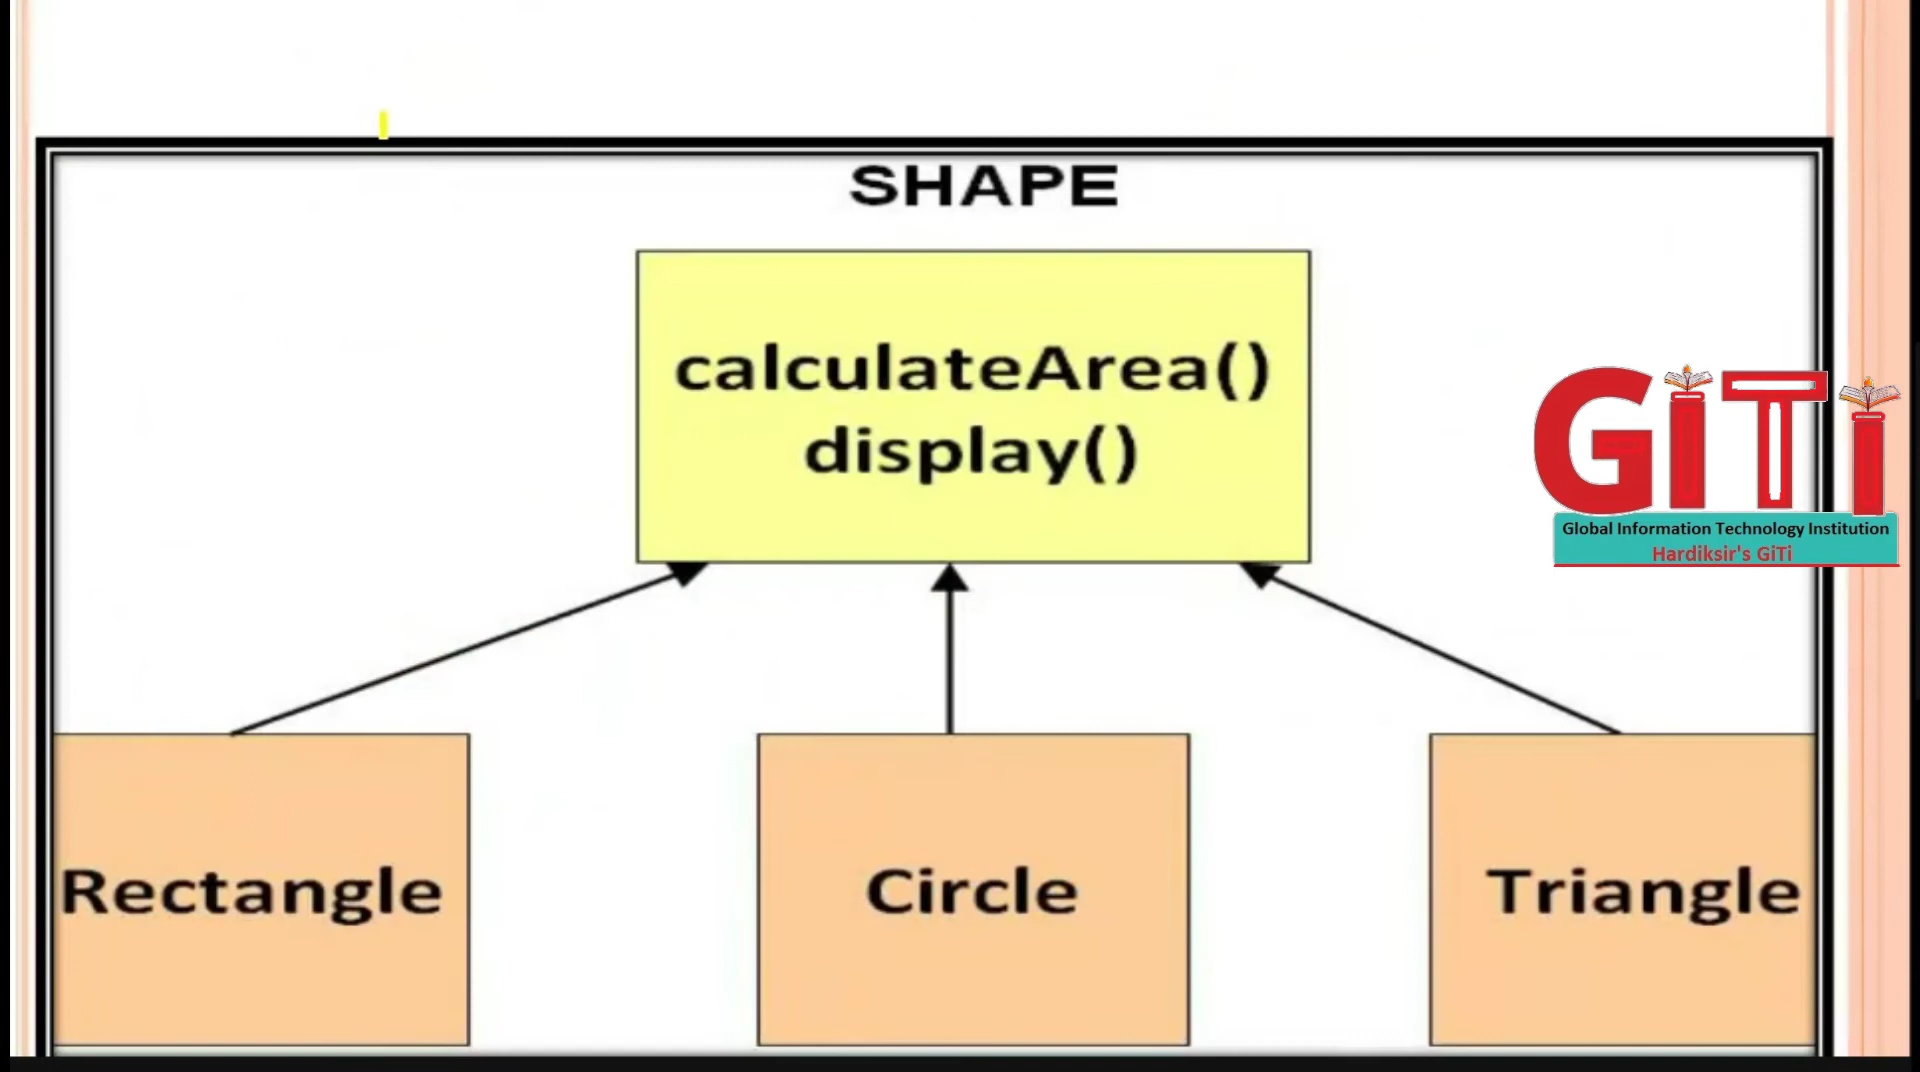 SHAPE
calculateArea()
display()
GiTi
Global Information Technology Institution
Hardiksir's GiTi
Rectangle
Circle
Triangle